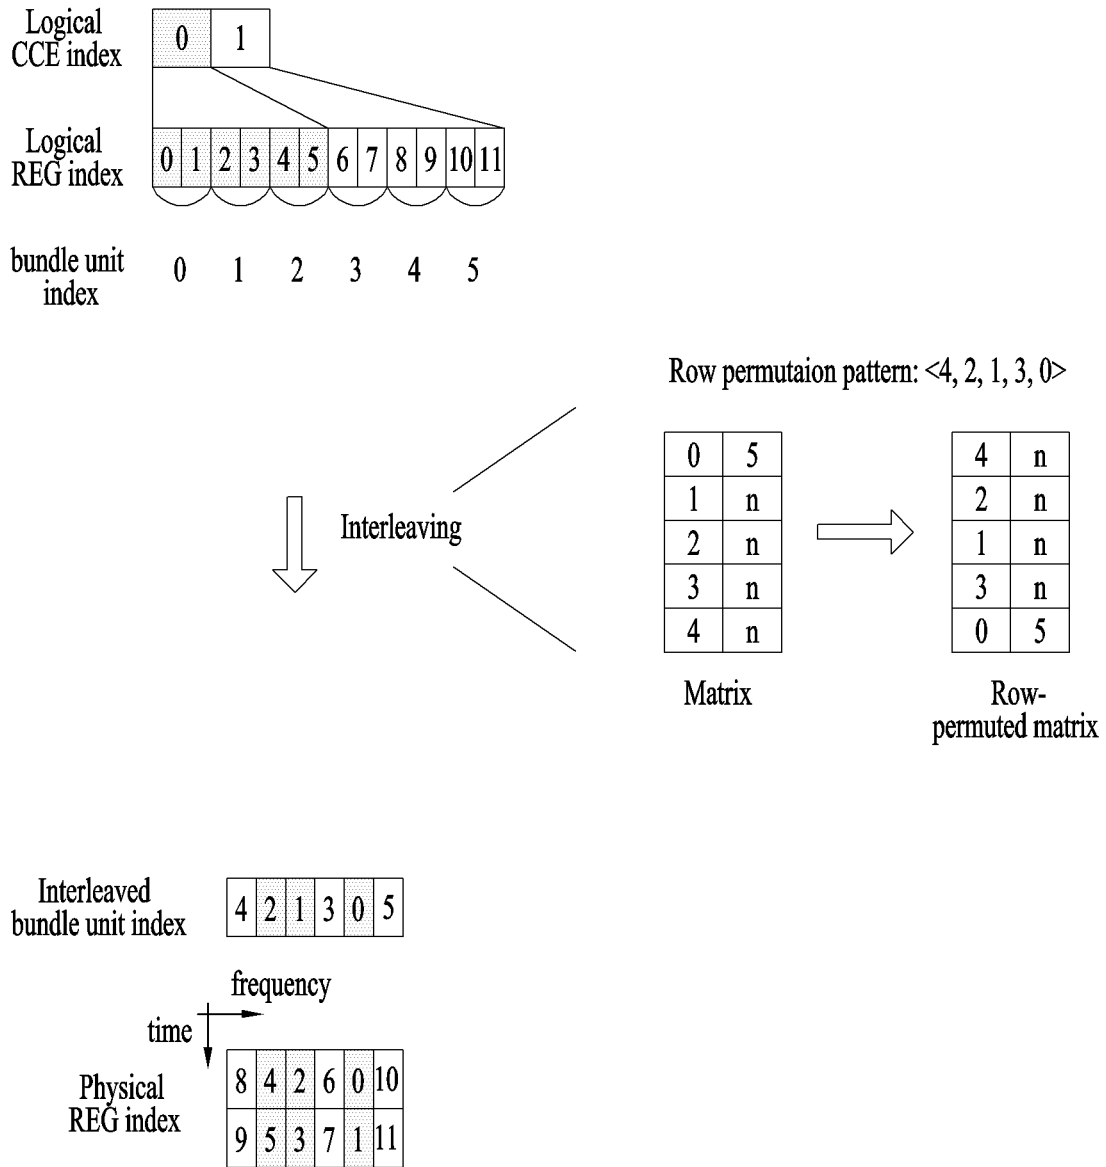 Logical
CCE index
0 1
Logical
REG index
0 1 2 3 4 5 6 7 8 9 10 11
bundle unit
index
0 1 2 3 4 5
Row permutaion pattern: <4, 2, 1, 3, 0>
Interleaving
0 5
1 n
2 n
3 n
4 n
Matrix
4 n
2 n
1 n
3 n
0 5
Row-
permuted matrix
Interleaved
bundle unit index
4 2 1 3 0 5
frequency
time
Physical
REG index
8 4 2 6 0 10
9 5 3 7 1 11